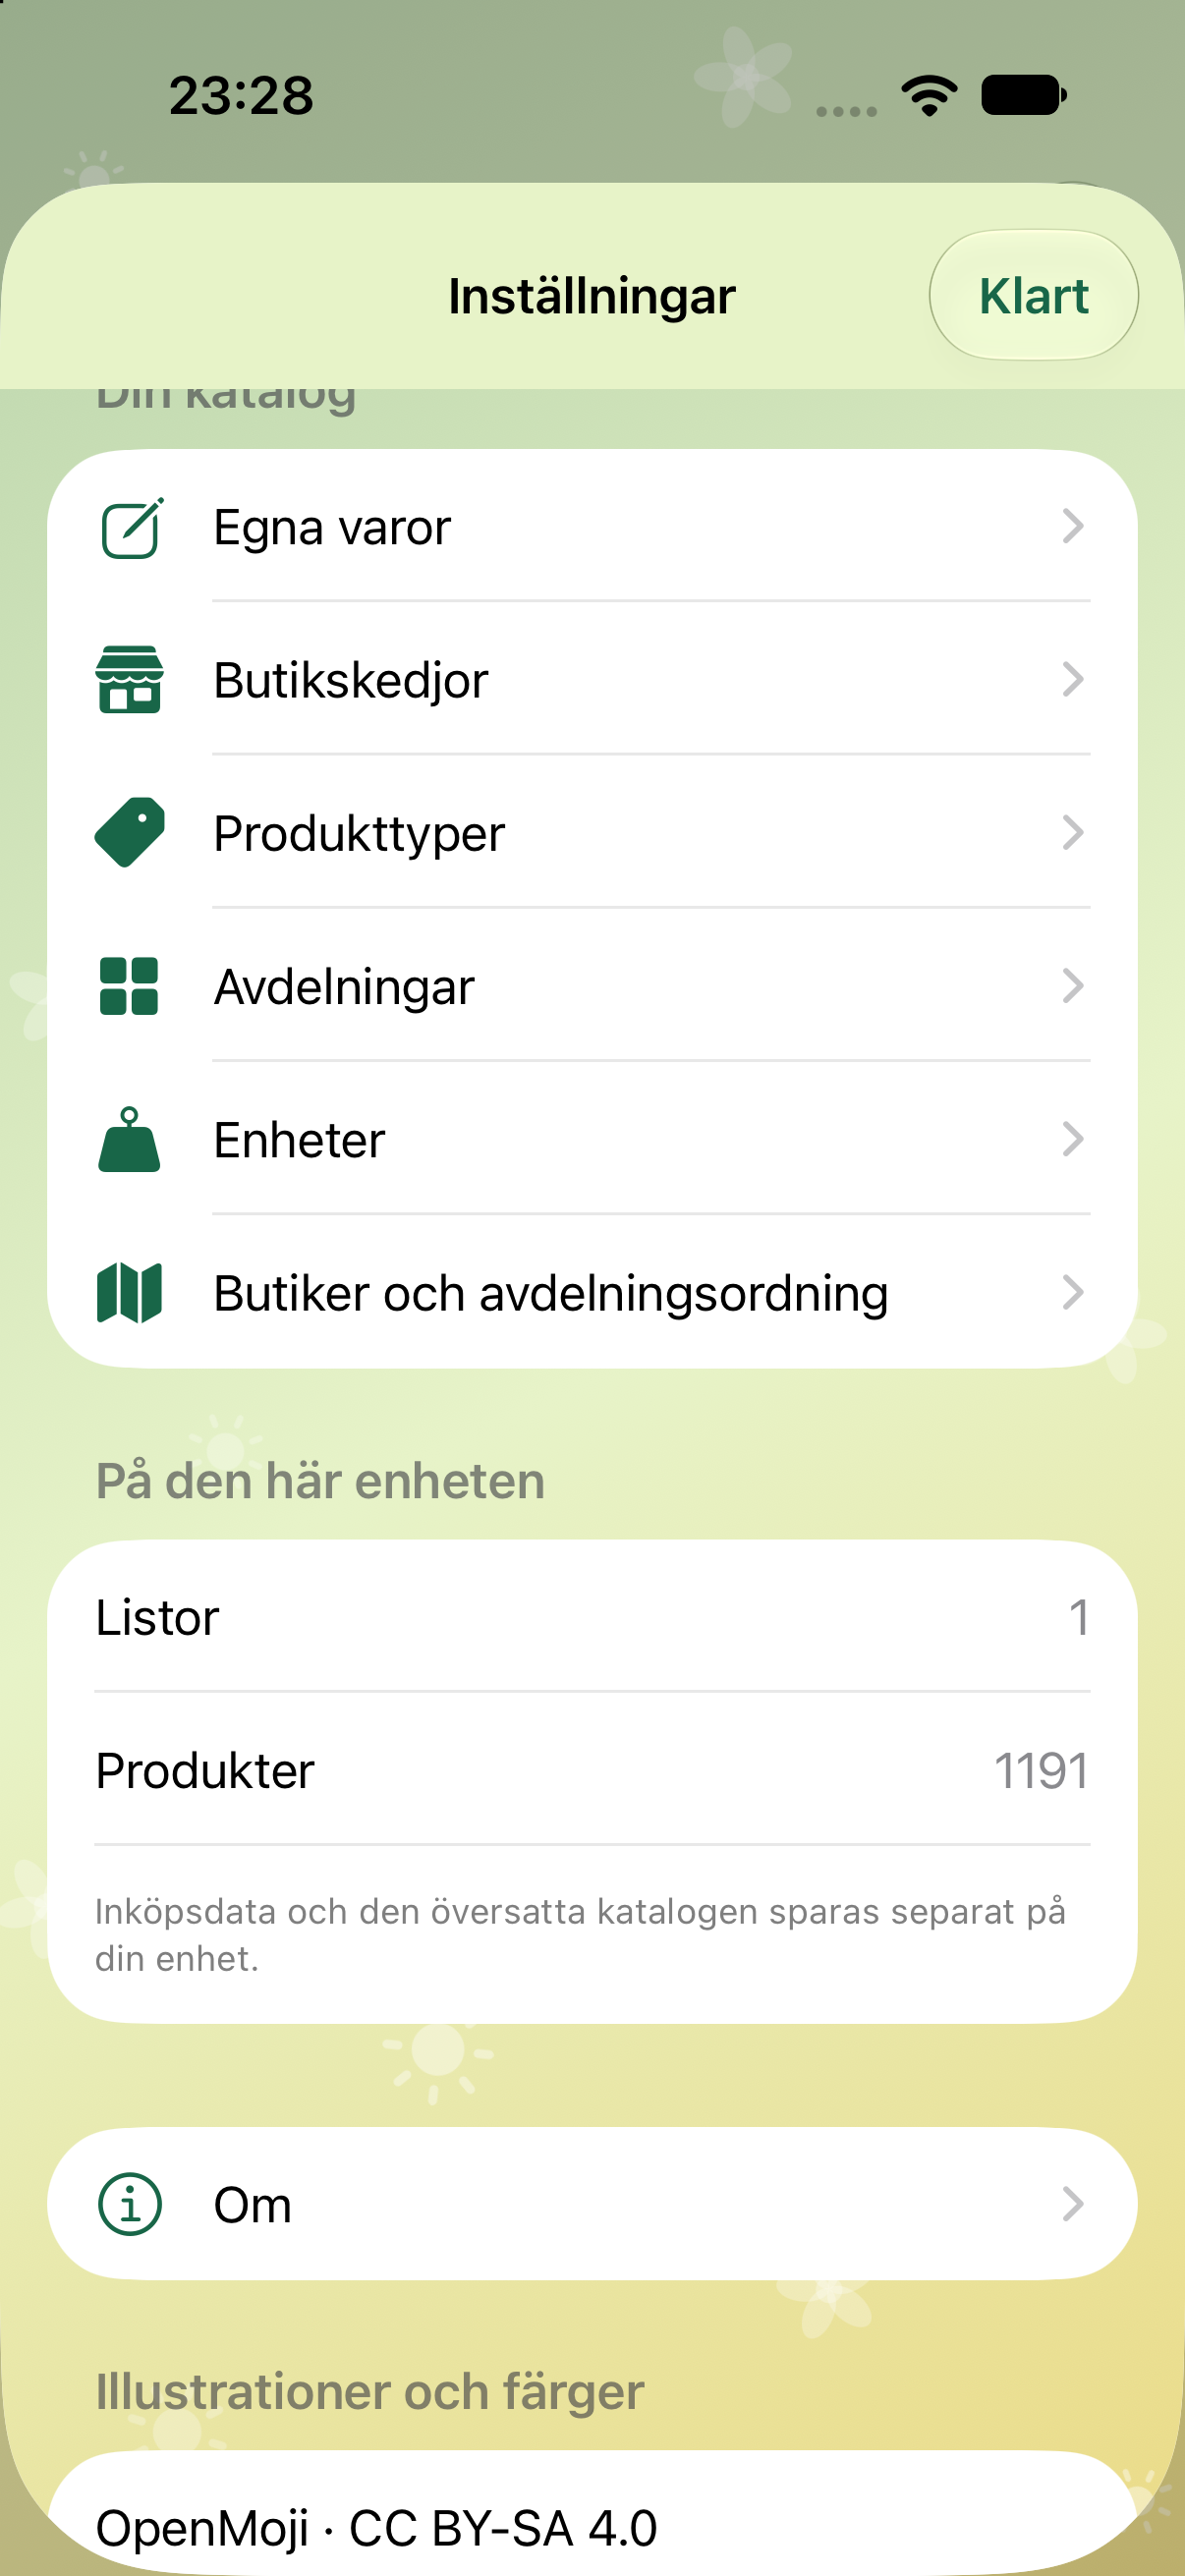 23:28
Inställningar
Klart
Din katalog
Egna varor
Butikskedjor
Produkttyper
Avdelningar
Enheter
Butiker och avdelningsordning
På den här enheten
Listor 1
Produkter 1191
Inköpsdata och den översatta katalogen sparas separat på
din enhet.
Om
Illustrationer och färger
OpenMoji · CC BY-SA 4.0